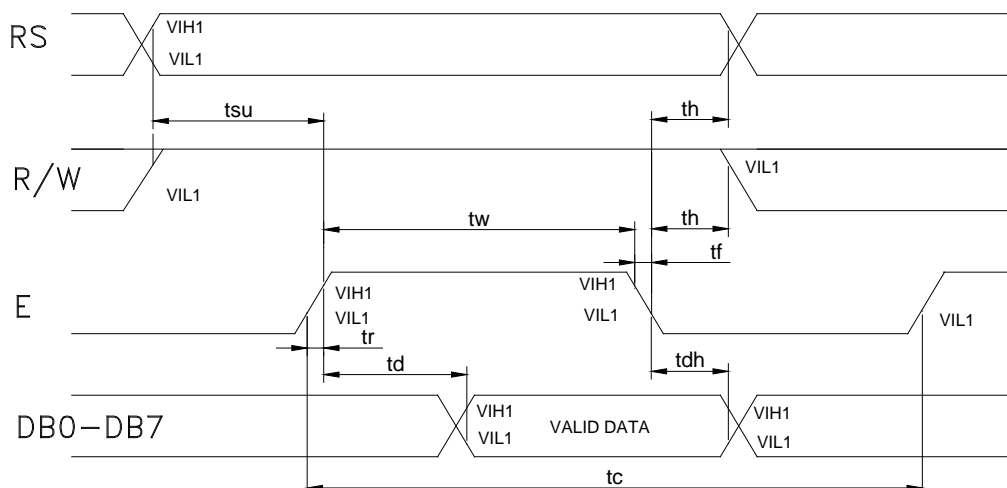 RS
VIH1
VIL1
tsu
th
R/W
VIL1
VIL1
tw
th
tf
E
VIH1
VIL1
VIH1
VIL1
VIL1
tr
td
tdh
DB0-DB7
VIH1
VIL1
VALID DATA
VIH1
VIL1
tc